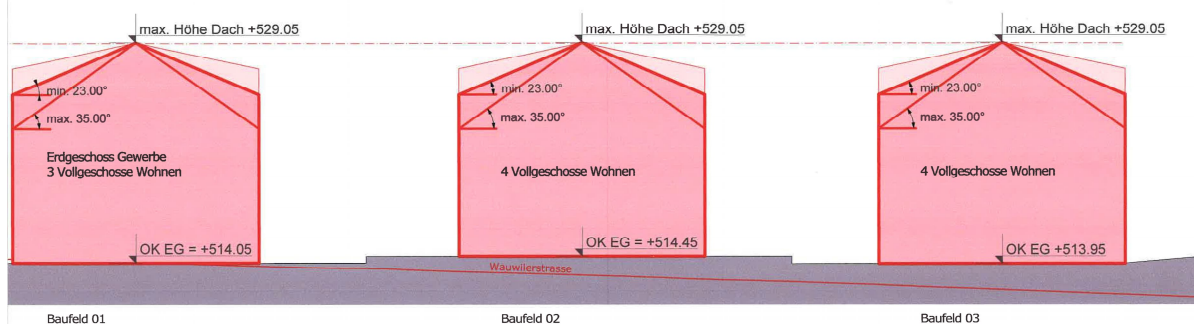 max. Höhe Dach +529.05
max. Höhe Dach +529.05
max. Höhe Dach +529.05
min. 23.00°
min. 23.00°
min. 23.00°
max. 35.00°
max. 35.00°
max. 35.00°
Erdgeschoss Gewerbe
3 Vollgeschosse Wohnen
4 Vollgeschosse Wohnen
4 Vollgeschosse Wohnen
OK EG = +514.05
OK EG = +514.45
OK EG +513.95
Wauwilerstrasse
Baufeld 01
Baufeld 02
Baufeld 03